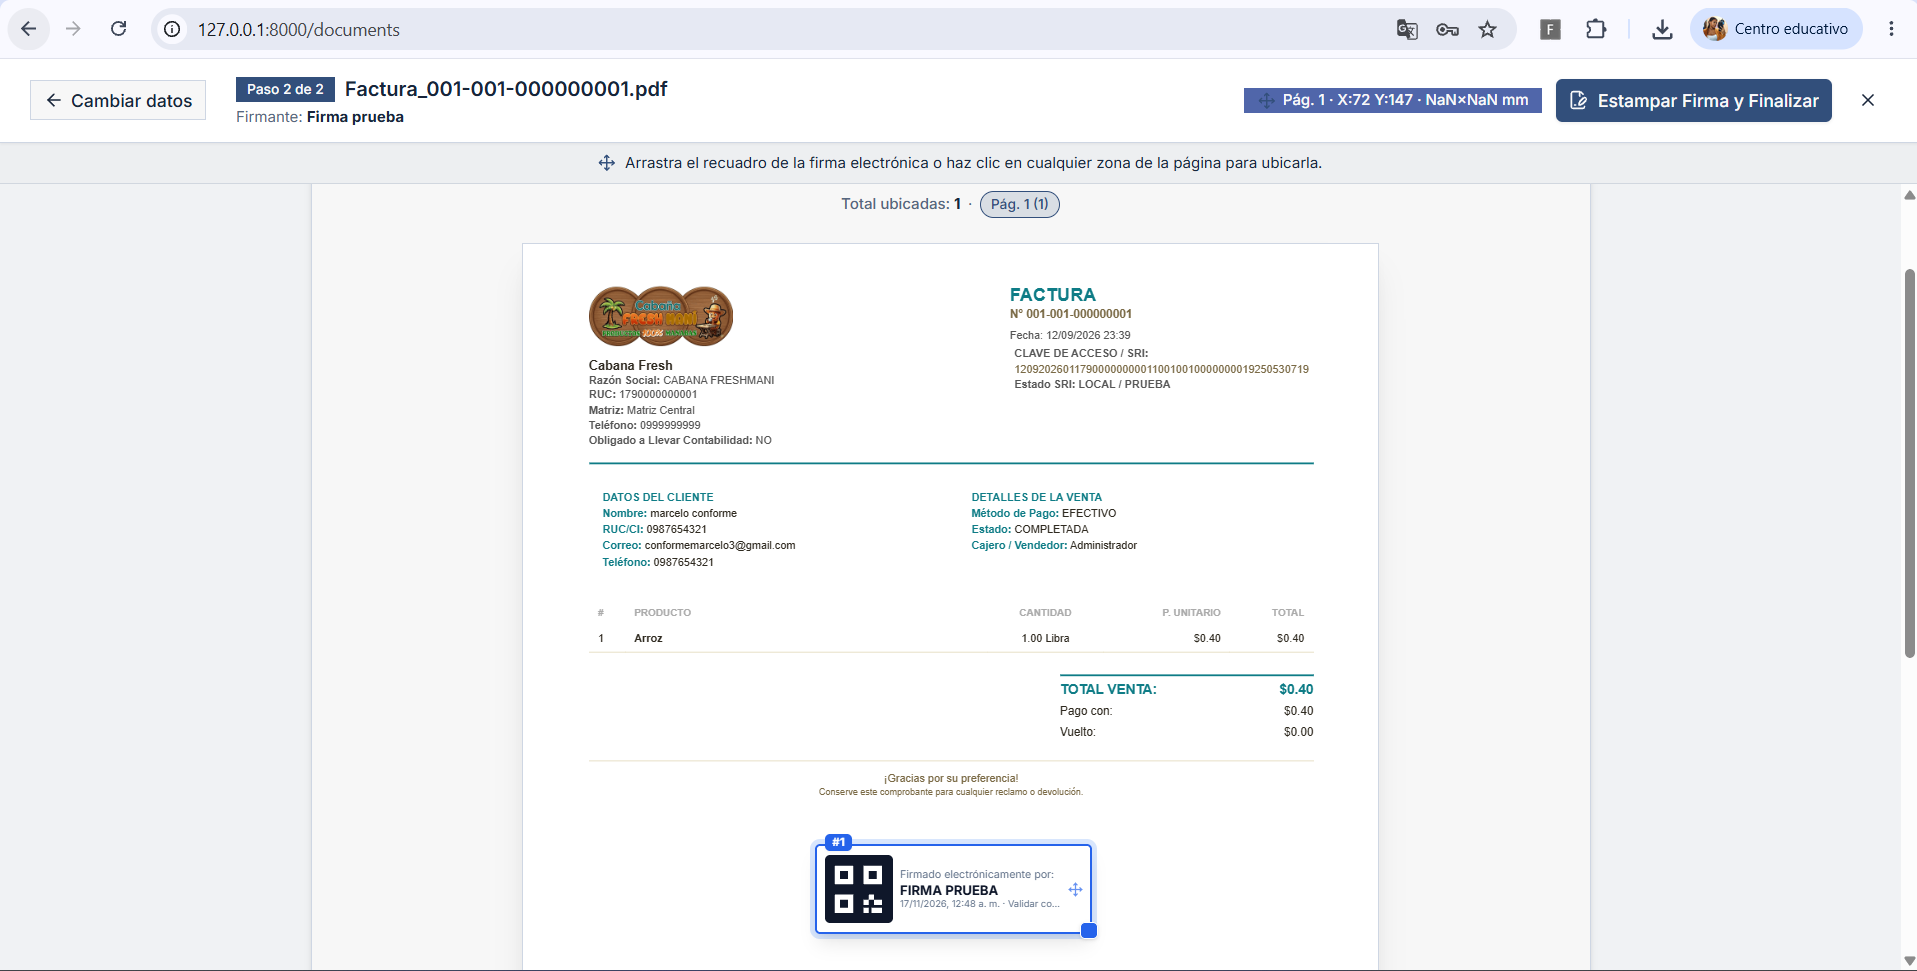 127.0.0.1:8000/documents
F
Centro educativo
Cambiar datos
Paso 2 de 2
Factura_001-001-000000001.pdf
Firmante: Firma prueba
Pág. 1 · X:72 Y:147 · NaN×NaN mm
Estampar Firma y Finalizar
Arrastra el recuadro de la firma electrónica o haz clic en cualquier zona de la página para ubicarla.
Total ubicadas: 1 ·
Pág. 1 (1)
Cabaña
Cabana Fresh
Razón Social: CABANA FRESHMANI
RUC: 1790000000001
Matriz: Matriz Central
Teléfono: 0999999999
Obligado a Llevar Contabilidad: NO
FACTURA
N° 001-001-000000001
Fecha: 12/09/2026 23:39
CLAVE DE ACCESO / SRI:
1209202601179000000000110010010000000019250530719
Estado SRI: LOCAL / PRUEBA
DATOS DEL CLIENTE
Nombre: marcelo conforme
RUC/CI: 0987654321
Correo: conformemarcelo3@gmail.com
Teléfono: 0987654321
DETALLES DE LA VENTA
Método de Pago: EFECTIVO
Estado: COMPLETADA
Cajero / Vendedor: Administrador
# PRODUCTO CANTIDAD P. UNITARIO TOTAL
1 Arroz 1.00 Libra $0.40 $0.40
TOTAL VENTA: $0.40
Pago con: $0.40
Vuelto: $0.00
¡Gracias por su preferencia!
Conserve este comprobante para cualquier reclamo o devolución.
#1
Firmado electrónicamente por:
FIRMA PRUEBA
17/11/2026, 12:48 a. m. · Validar co...